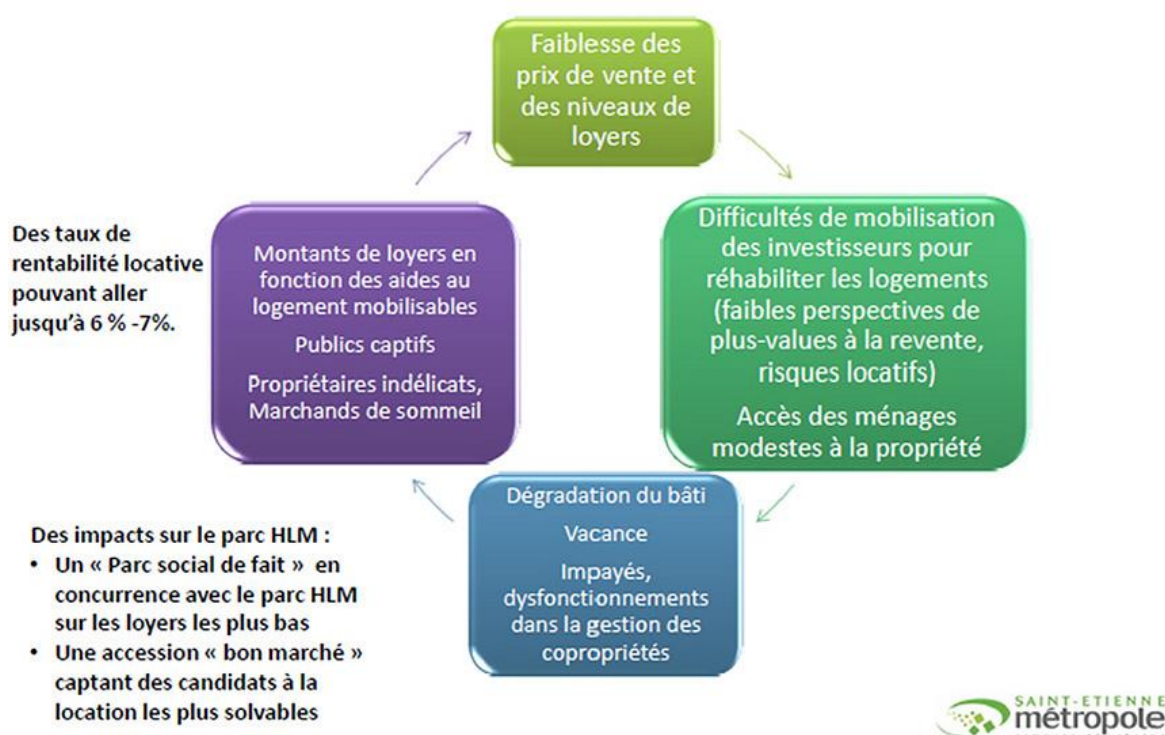 Faiblesse des
prix de vente et
des niveaux de
loyers
Difficultés de mobilisation
des investisseurs pour
réhabiliter les logements
(faibles perspectives de
plus-values à la revente,
risques locatifs)
Accès des ménages
modestes à la propriété
Dégradation du bâti
Vacance
Impayés,
dysfonctionnements
dans la gestion des
copropriétés
Montants de loyers en
fonction des aides au
logement mobilisables
Publics captifs
Propriétaires indélicats,
Marchands de sommeil
Des taux de
rentabilité locative
pouvant aller
jusqu'à 6 % -7%.
Des impacts sur le parc HLM :
• Un « Parc social de fait » en
concurrence avec le parc HLM
sur les loyers les plus bas
• Une accession « bon marché »
captant des candidats à la
location les plus solvables
SAINT-ETIENNE
métropole